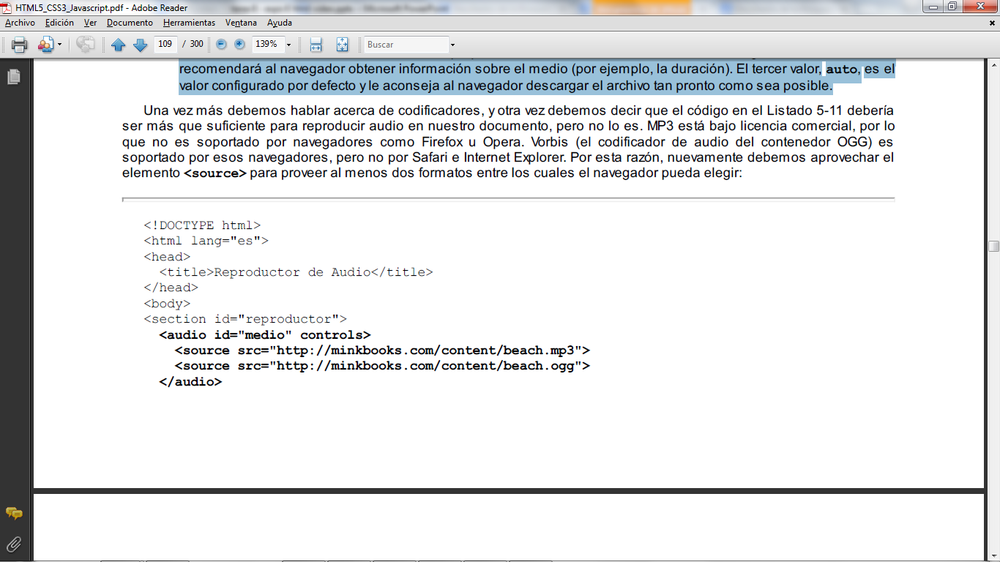 HTML5_CSS3_Javascript.pdf - Adobe Reader
Archivo Edición Ver Documento Herramientas Ventana Ayuda
109 / 300 139% Buscar
recomendará al navegador obtener información sobre el medio (por ejemplo, la duración). El tercer valor, auto, es el
valor configurado por defecto y le aconseja al navegador descargar el archivo tan pronto como sea posible.
Una vez más debemos hablar acerca de codificadores, y otra vez debemos decir que el código en el Listado 5-11 debería
ser más que suficiente para reproducir audio en nuestro documento, pero no lo es. MP3 está bajo licencia comercial, por lo
que no es soportado por navegadores como Firefox u Opera. Vorbis (el codificador de audio del contenedor OGG) es
soportado por esos navegadores, pero no por Safari e Internet Explorer. Por esta razón, nuevamente debemos aprovechar el
elemento <source> para proveer al menos dos formatos entre los cuales el navegador pueda elegir:
<!DOCTYPE html>
<html lang="es">
<head>
<title>Reproductor de Audio</title>
</head>
<body>
<section id="reproductor">
<audio id="medio" controls>
<source src="http://minkbooks.com/content/beach.mp3">
<source src="http://minkbooks.com/content/beach.ogg">
</audio>